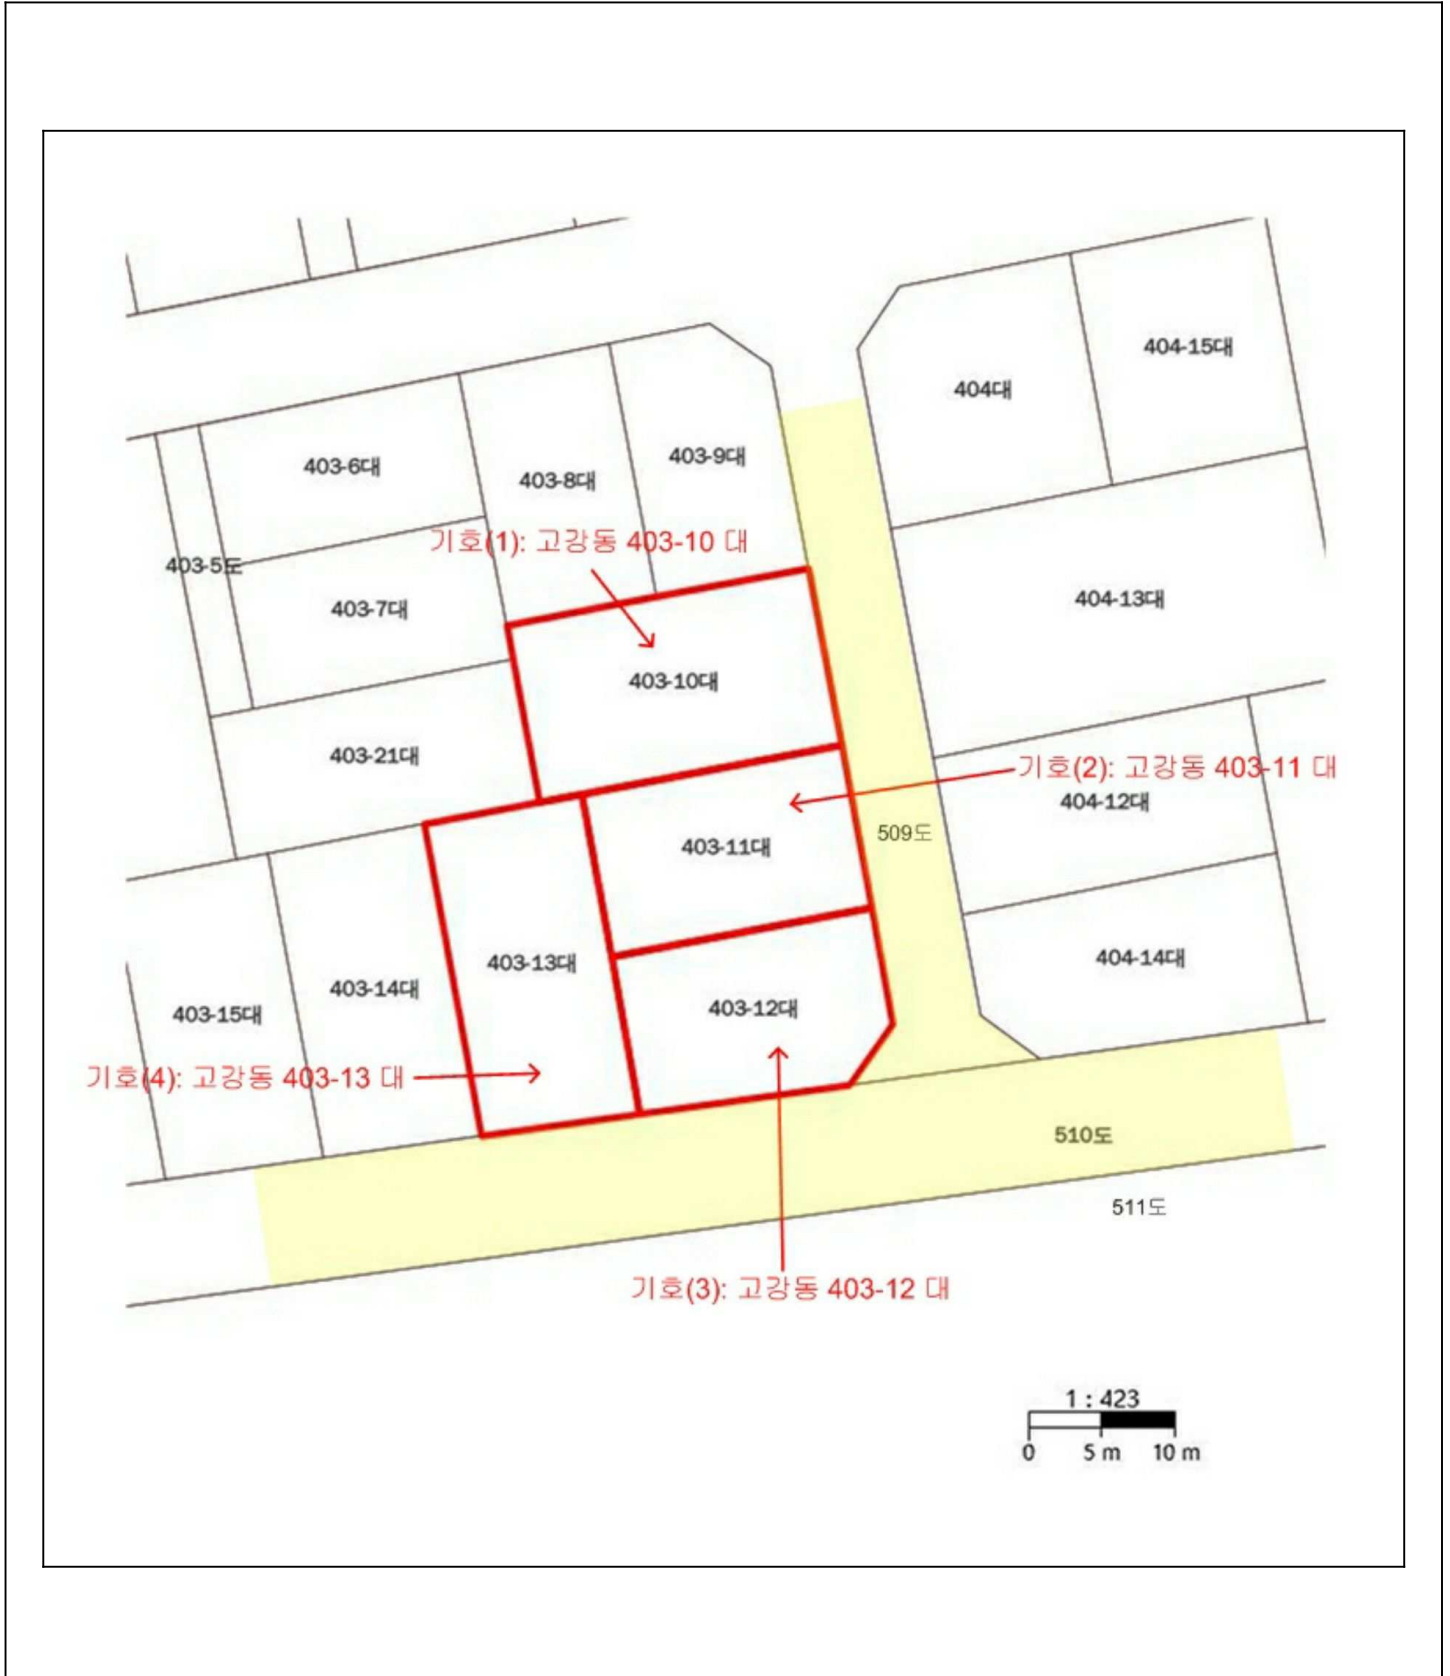 404-15대
404대
403-9대
403-6대
403-8대
기호(1): 고강동 403-10 대
403-5도
403-7대
404-13대
403-10대
403-21대
기호(2): 고강동 403-11 대
404-12대
509도
403-11대
404-14대
403-13대
403-14대
403-12대
403-15대
기호(4): 고강동 403-13 대
510도
511도
기호(3): 고강동 403-12 대
1 : 423
0 5 m 10 m